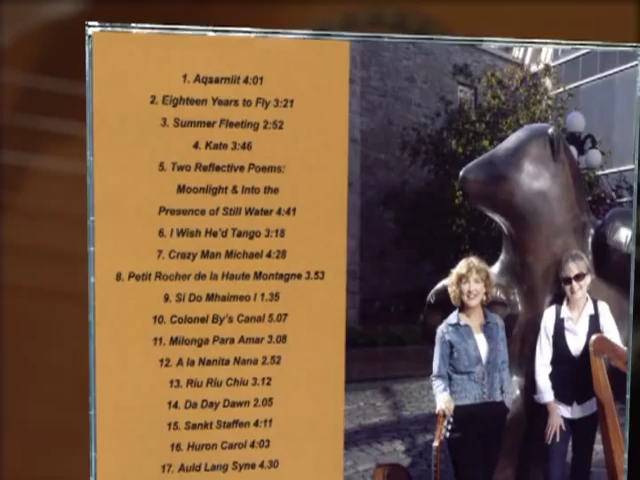 1. Aqsarniit 4:01
2. Eighteen Years to Fly 3:21
3. Summer Fleeting 2:52
4. Kate 3:46
5. Two Reflective Poems:
Moonlight & Into the
Presence of Still Water 4:41
6. I Wish He'd Tango 3:18
7. Crazy Man Michael 4:28
8. Petit Rocher de la Haute Montagne 3.53
9. Si Do Mhaimeo I 1.35
10. Colonel By's Canal 5.07
11. Milonga Para Amar 3.08
12. A la Nanita Nana 2.52
13. Riu Riu Chiu 3.12
14. Da Day Dawn 2.05
15. Sankt Staffen 4:11
16. Huron Carol 4:03
17. Auld Lang Syne 4.30